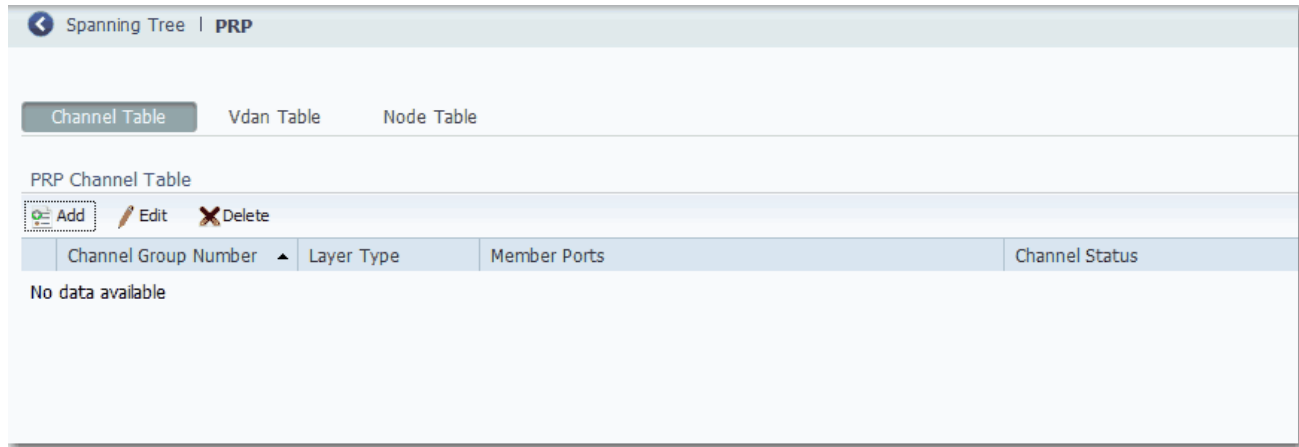 Spanning Tree | PRP
Channel Table Vdan Table Node Table
PRP Channel Table
Add Edit Delete
Channel Group Number Layer Type Member Ports Channel Status
No data available